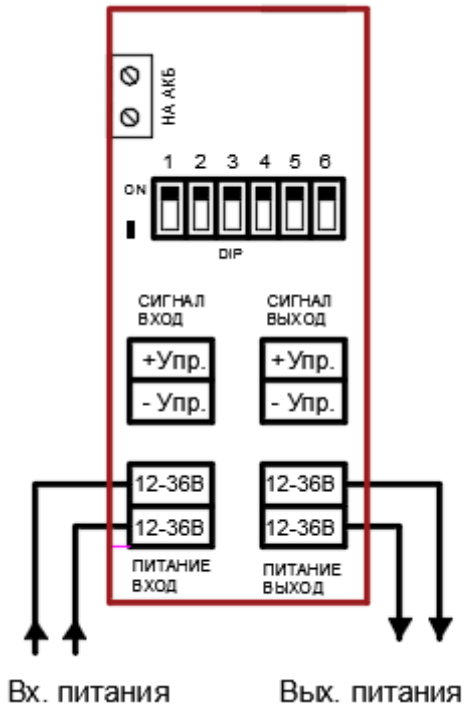 НА АКБ
1 2 3 4 5 6
ON
DIP
СИГНАЛ
ВХОД
СИГНАЛ
ВЫХОД
+Упр.
+Упр.
- Упр.
- Упр.
12-36В
12-36В
12-36В
12-36В
ПИТАНИЕ
ВХОД
ПИТАНИЕ
ВЫХОД
Вх. питания
Вых. питания